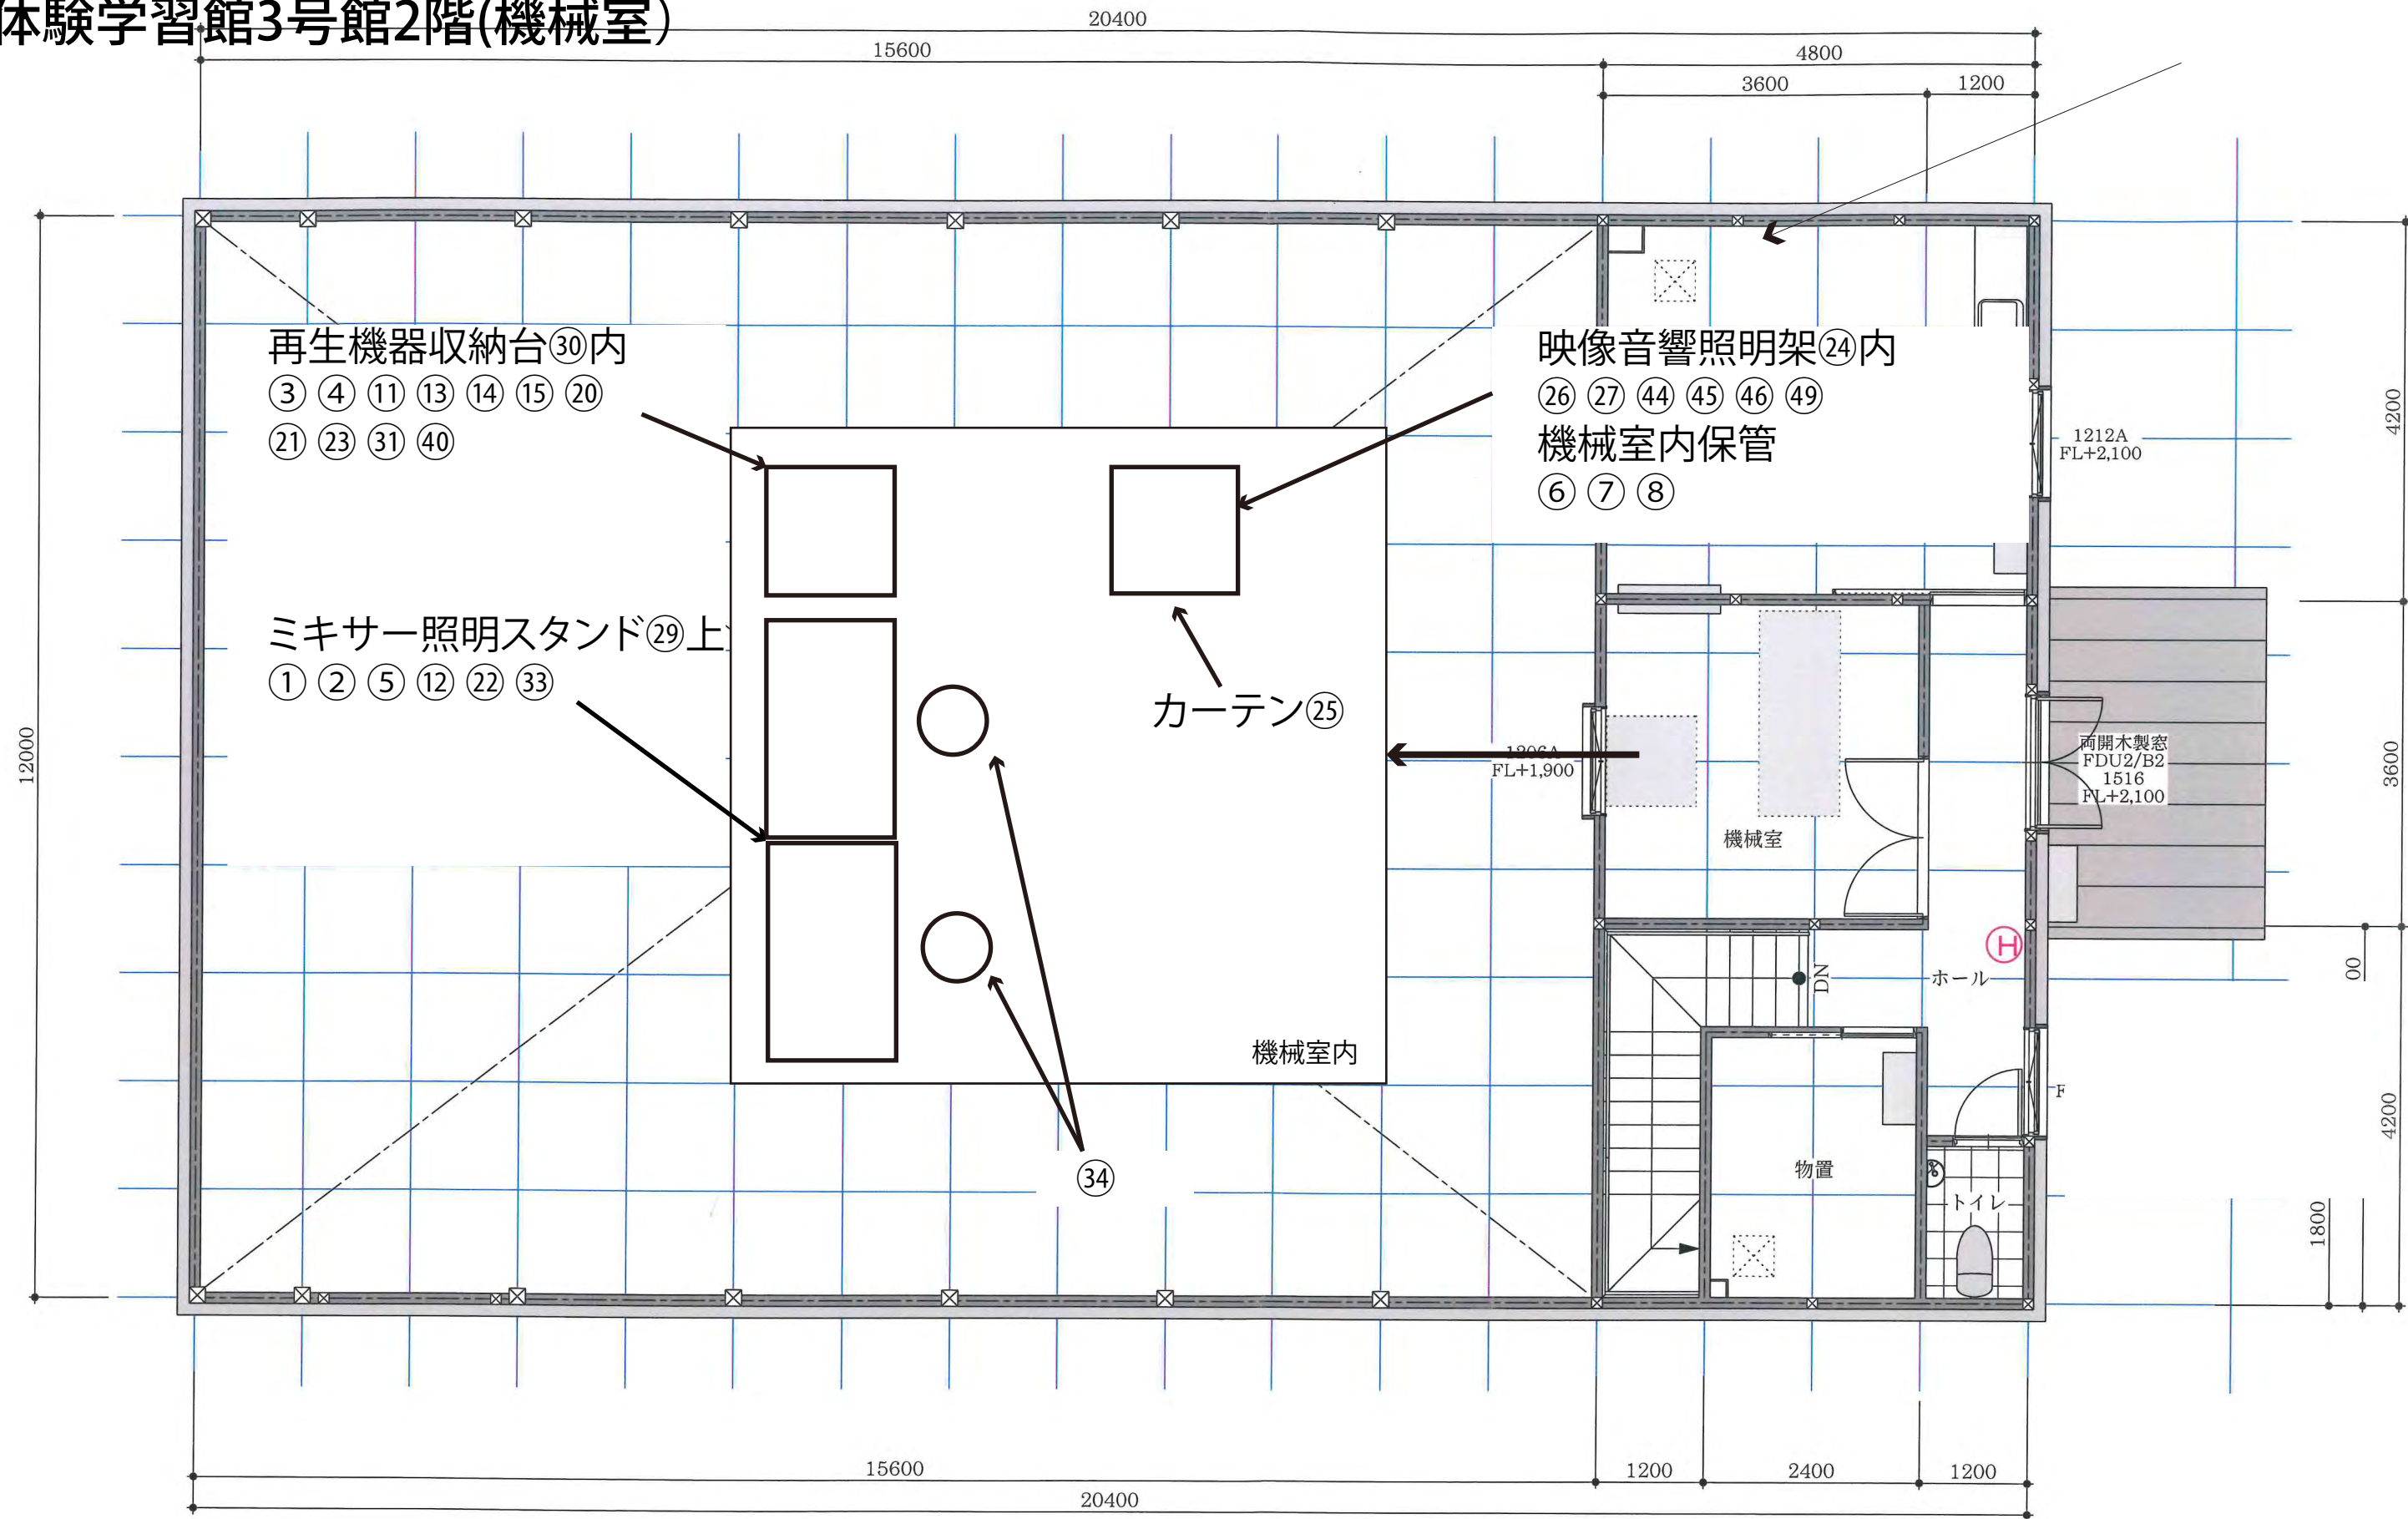 体験学習館3号館2階(機械室）
20400
15600
4800
3600
1200
再生機器収納台㉚内
③ ④ ⑪ ⑬ ⑭ ⑮ ⑳
㉑ ㉓ ㉛ ㊵
映像音響照明架㉔内
㉖ ㉗ ㊹ ㊺ ㊻ ㊾
機械室内保管
⑥ ⑦ ⑧
1212A
FL+2,100
4200
ミキサー照明スタンド㉙上
① ② ⑤ ⑫ ㉒ ㉝
カーテン㉕
12000
1206A
FL+1,900
機械室
両開木製窓
FDU2/B2
1516
FL+2,100
3600
H
DN
ホール
00
機械室内
F
4200
㉞
物置
トイレ
1800
15600
1200
2400
1200
20400